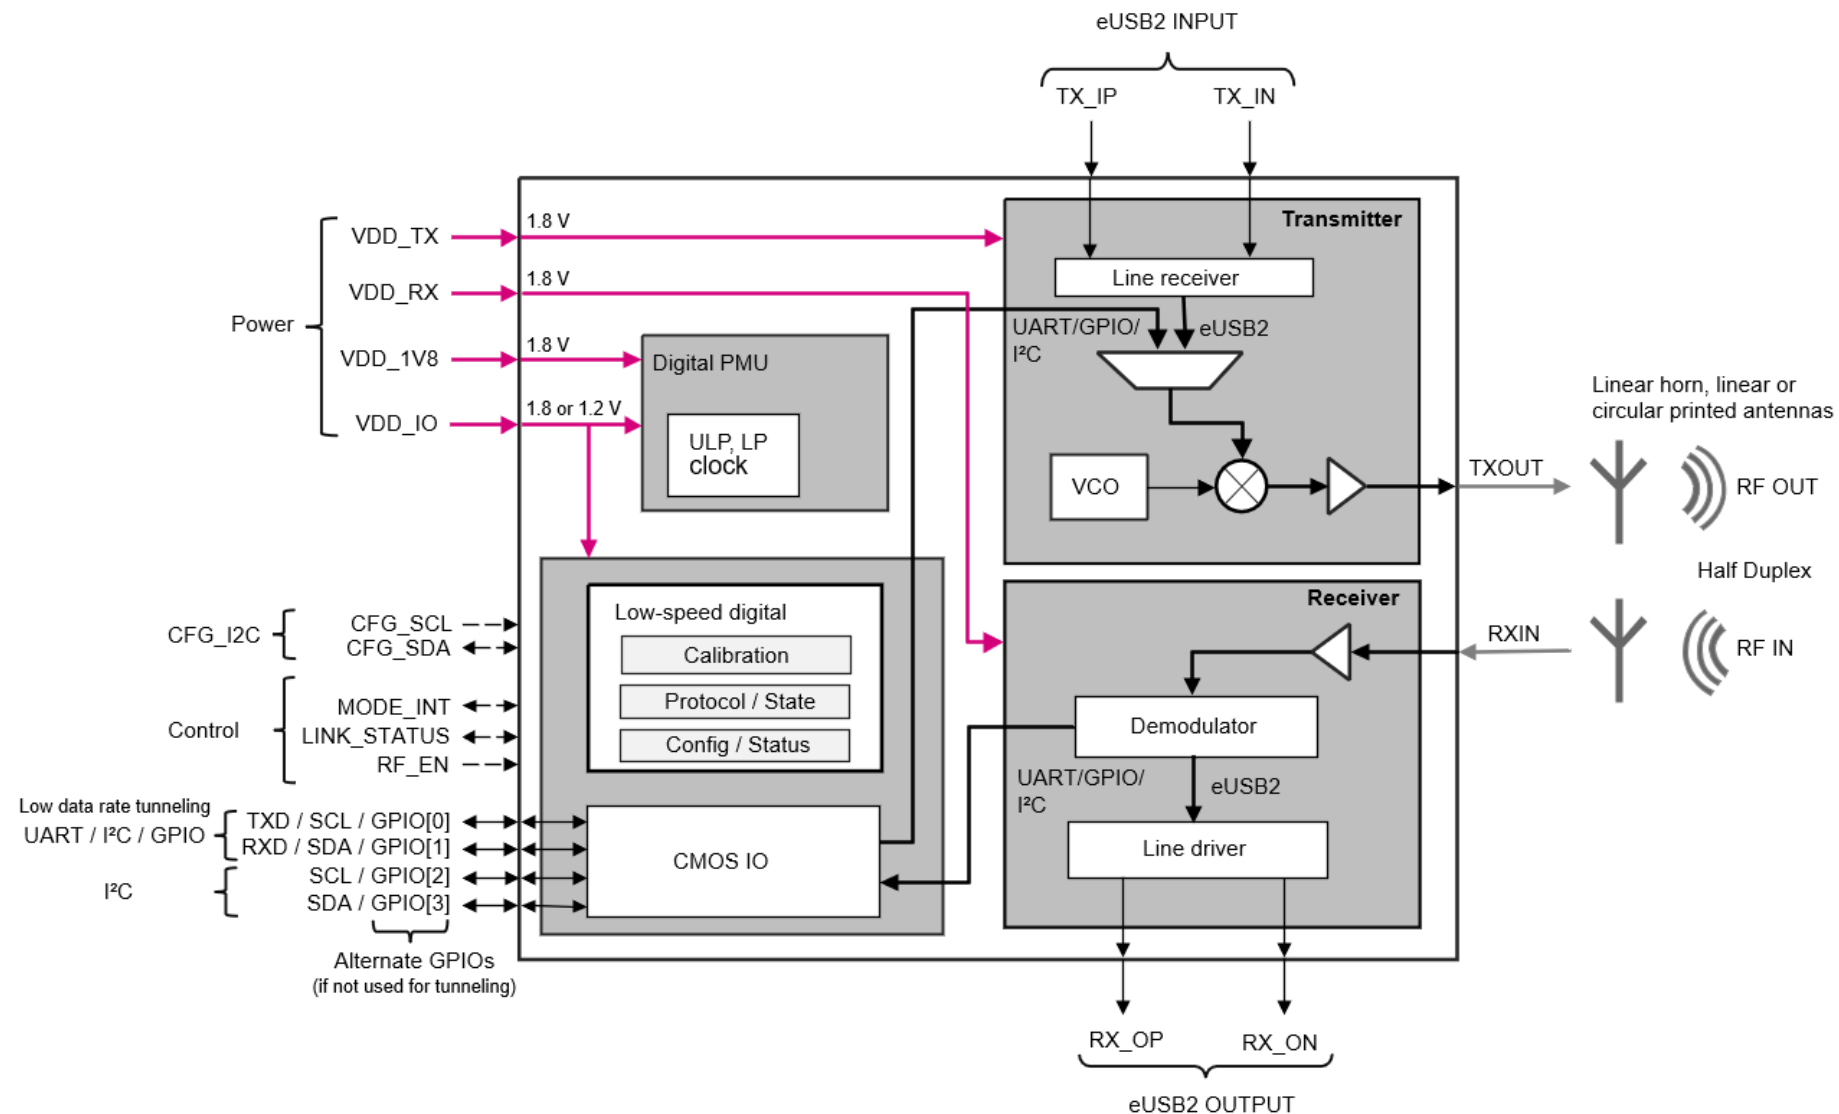 eUSB2 INPUT
TX_IP
TX_IN
Transmitter
Line receiver
UART/GPIO/
I²C
eUSB2
VCO
TXOUT
Linear horn, linear or
circular printed antennas
RF OUT
Half Duplex
Power
VDD_TX
1.8 V
VDD_RX
1.8 V
VDD_1V8
1.8 V
VDD_IO
1.8 or 1.2 V
Digital PMU
ULP, LP
clock
Receiver
RXIN
RF IN
Demodulator
UART/GPIO/
I²C
eUSB2
Line driver
CFG_I2C
CFG_SCL
CFG_SDA
Control
MODE_INT
LINK_STATUS
RF_EN
Low-speed digital
Calibration
Protocol / State
Config / Status
Low data rate tunneling
UART / I²C / GPIO
TXD / SCL / GPIO[0]
RXD / SDA / GPIO[1]
I²C
SCL / GPIO[2]
SDA / GPIO[3]
CMOS IO
Alternate GPIOs
(if not used for tunneling)
RX_OP
RX_ON
eUSB2 OUTPUT